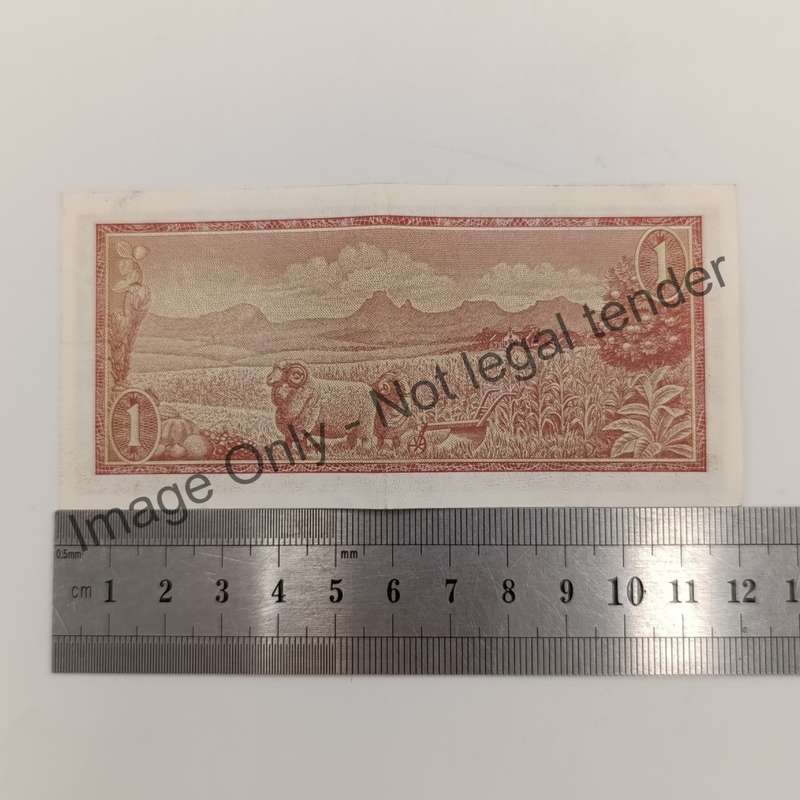 1
1
Image Only - Not legal tender
0.5mm
mm
cm 1 2 3 4 5 6 7 8 9 10 11 12